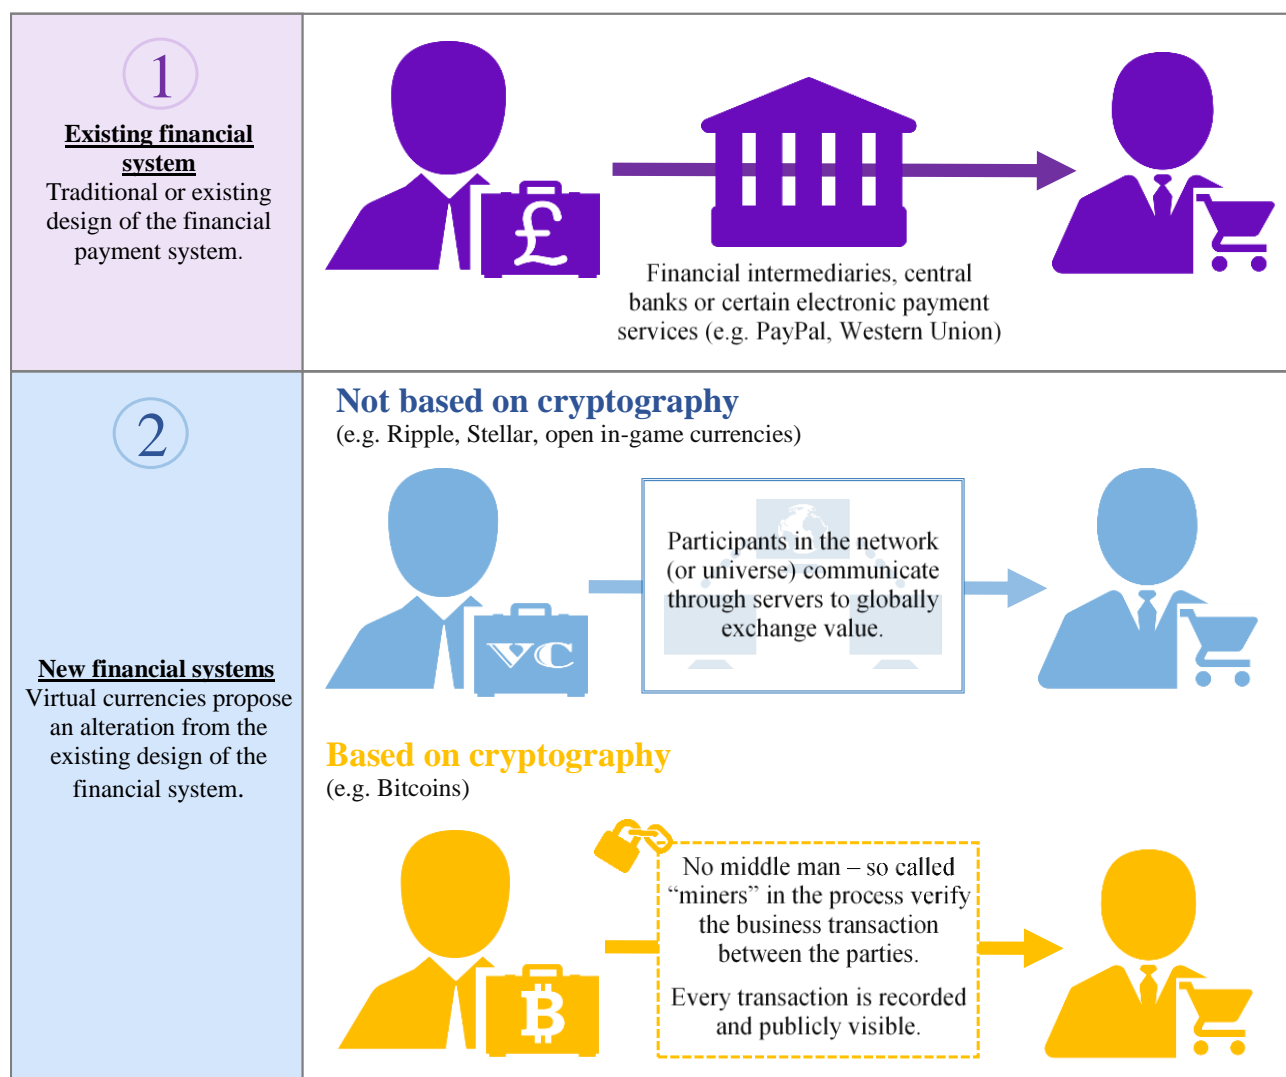 1
Existing financial
system
Traditional or existing
design of the financial
payment system.
£
Financial intermediaries, central
banks or certain electronic payment
services (e.g. PayPal, Western Union)
2
New financial systems
Virtual currencies propose
an alteration from the
existing design of the
financial system.
Not based on cryptography
(e.g. Ripple, Stellar, open in-game currencies)
VC
Participants in the network
(or universe) communicate
through servers to globally
exchange value.
Based on cryptography
(e.g. Bitcoins)
₿
No middle man – so called
“miners” in the process verify
the business transaction
between the parties.
Every transaction is recorded
and publicly visible.